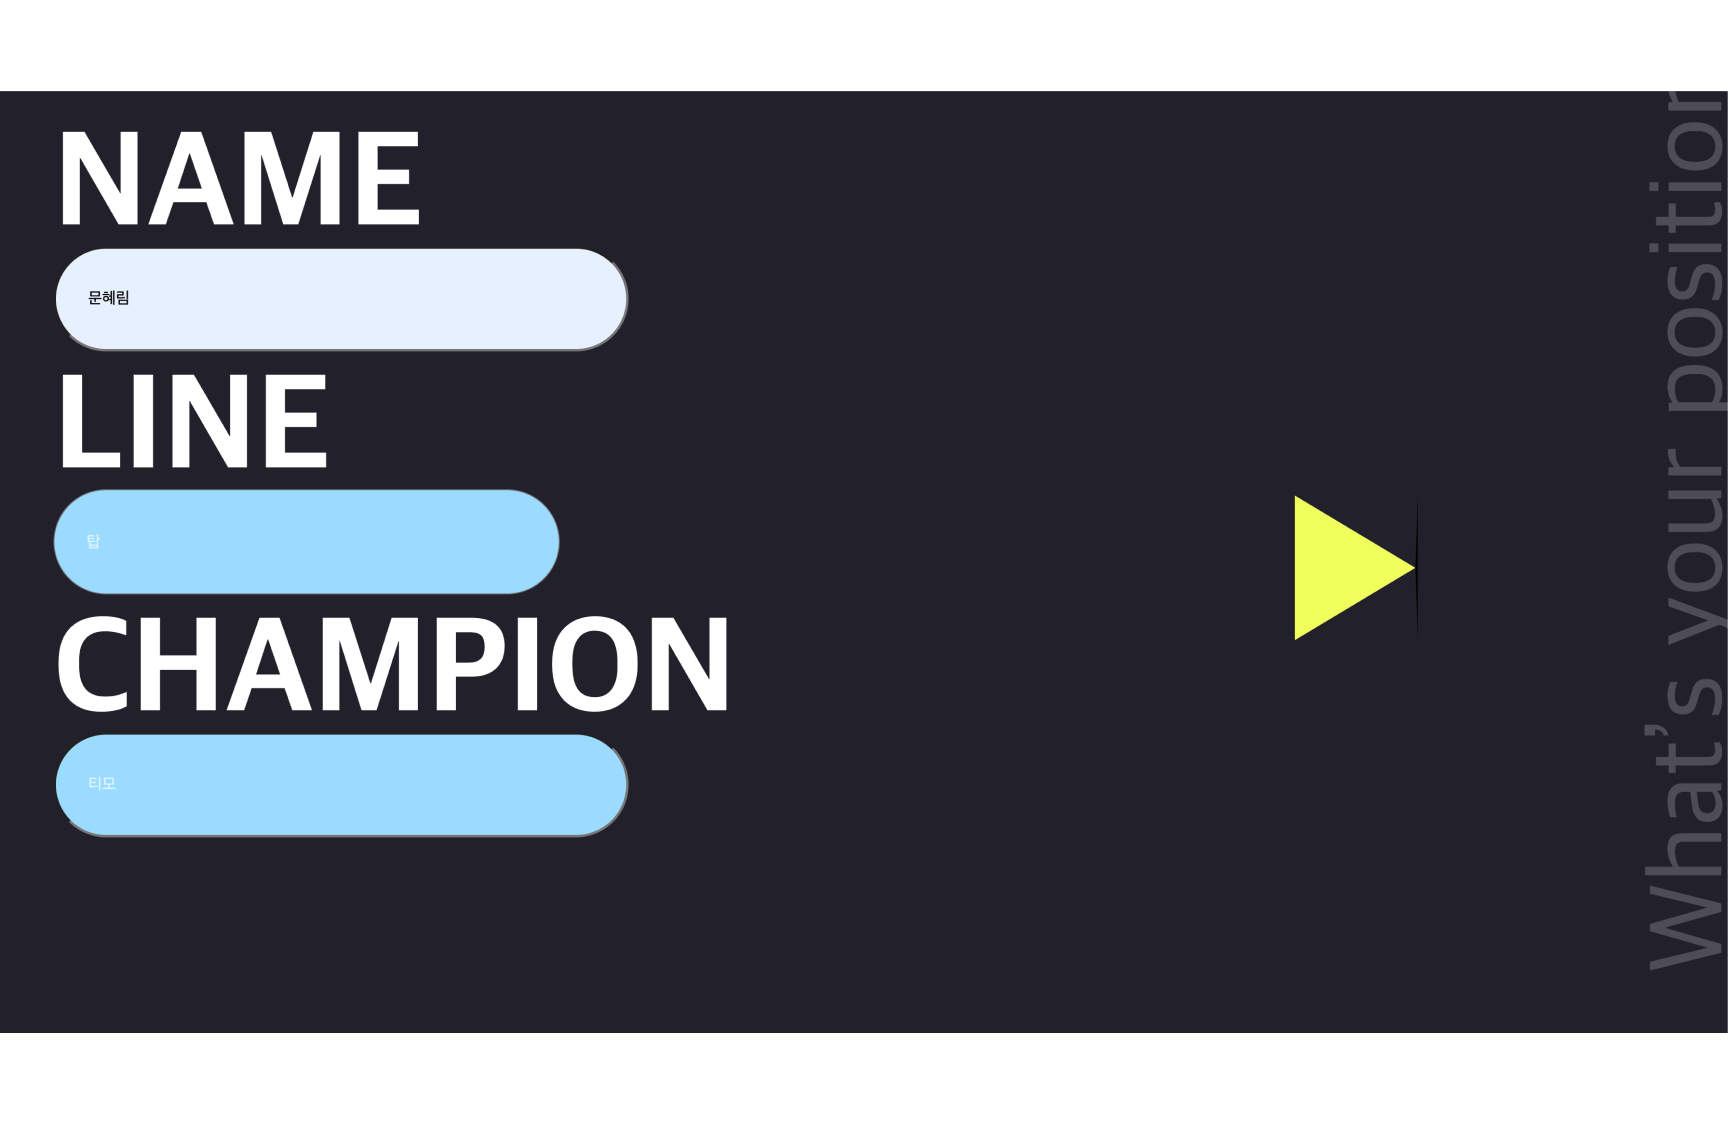 NAME
문혜림
LINE
탑
CHAMPION
티모
What's your position